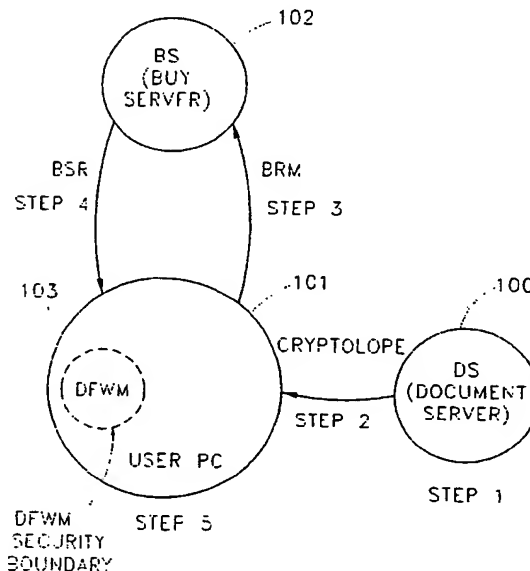 102
BS
(BUY
SERVER)
BSR
STEP 4
BRM
STEP 3
103
101
100
CRYPTOLOPE
DS
(DOCUMENT
SERVER)
DFWM
STEP 2
USER PC
STEP 1
DFWM
SECURITY
BOUNDARY
STEP 5